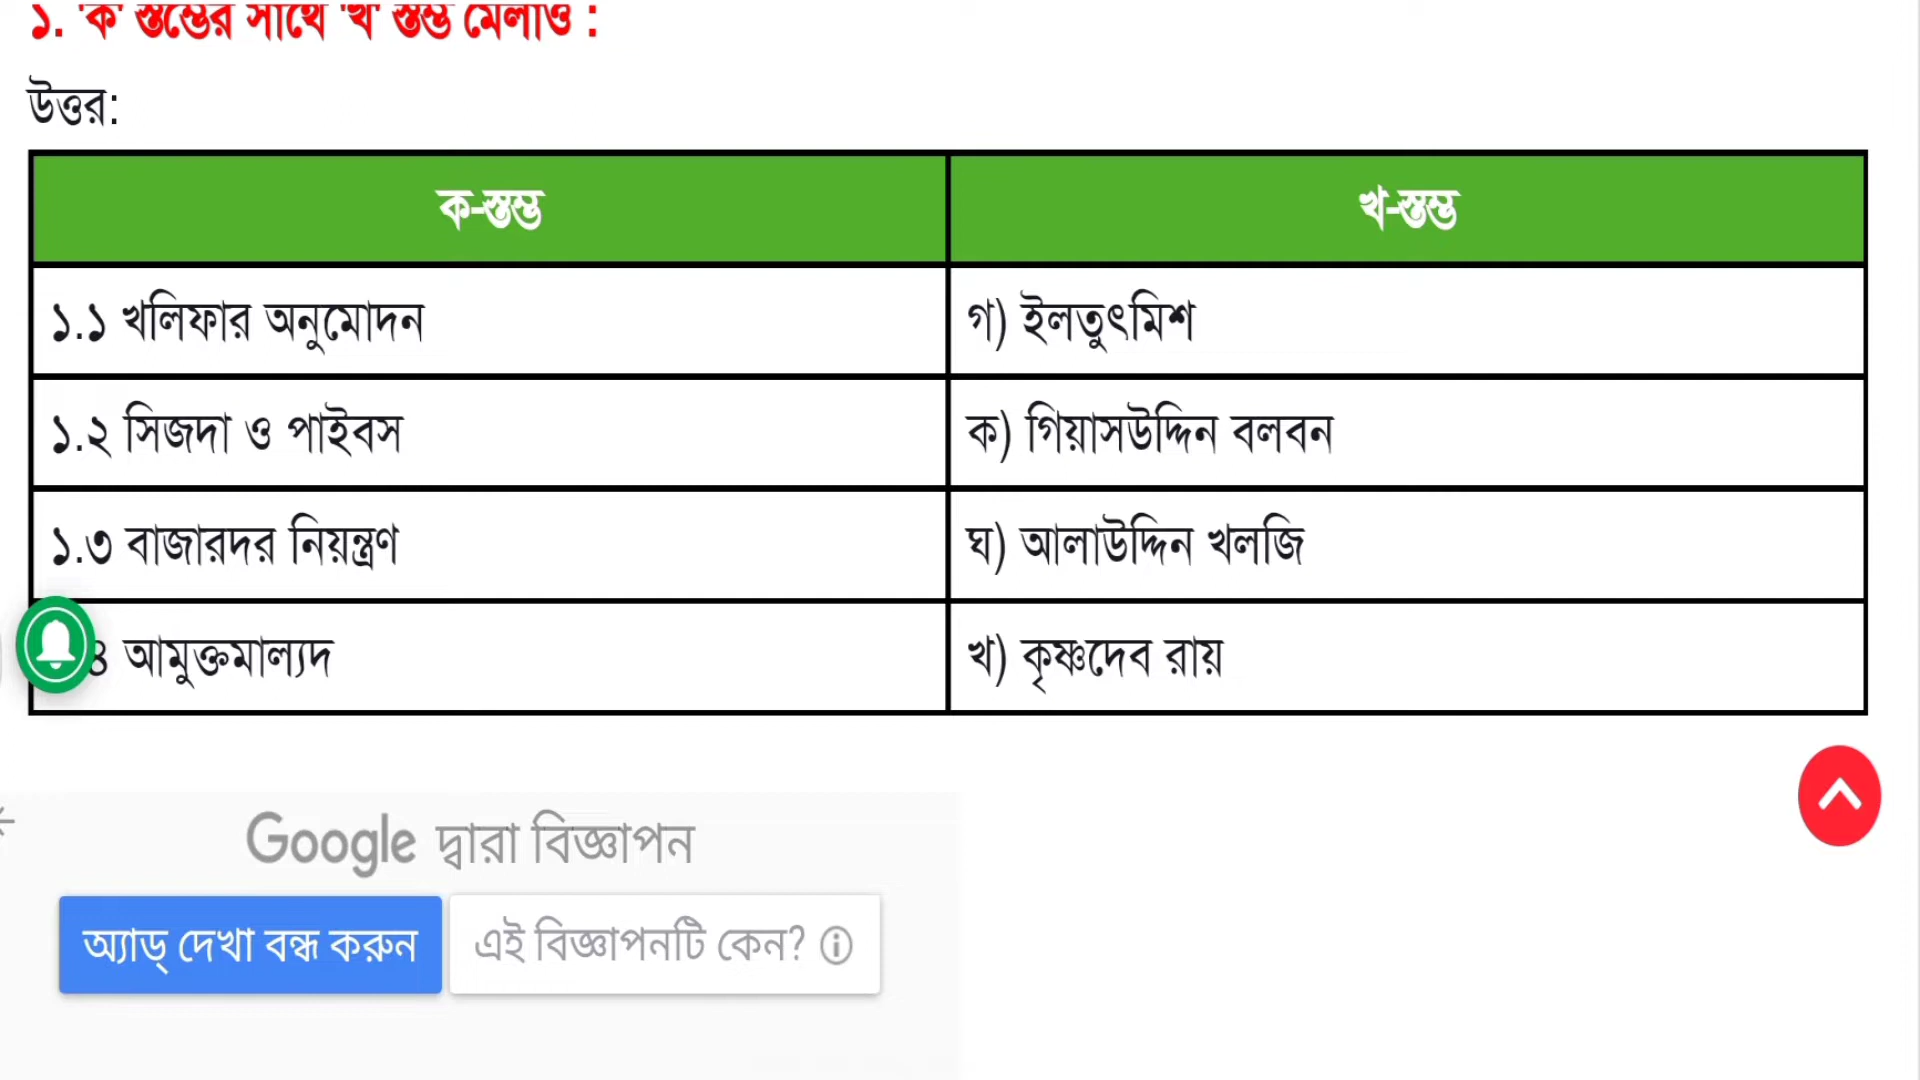 ১. 'ক' স্তম্ভের সাথে 'খ' স্তম্ভ মেলাও :
উত্তর:
ক-স্তম্ভ
খ-স্তম্ভ
১.১ খলিফার অনুমোদন
গ) ইলতুৎমিশ
১.২ সিজদা ও পাইবস
ক) গিয়াসউদ্দিন বলবন
১.৩ বাজারদর নিয়ন্ত্রণ
ঘ) আলাউদ্দিন খলজি
৪ আমুক্তমাল্যদ
খ) কৃষ্ণদেব রায়
Google দ্বারা বিজ্ঞাপন
অ্যাড্ দেখা বন্ধ করুন
এই বিজ্ঞাপনটি কেন?